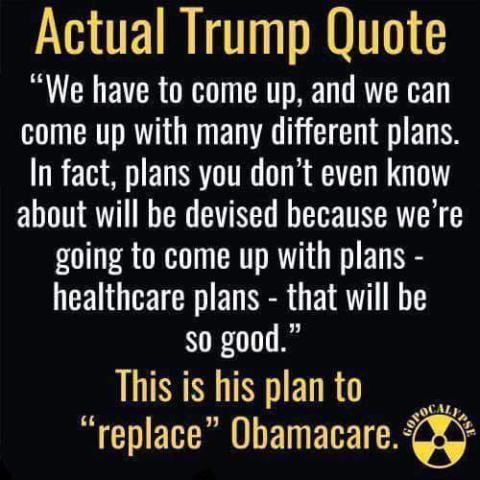 Actual Trump Quote
“We have to come up, and we can
come up with many different plans.
In fact, plans you don’t even know
about will be devised because we’re
going to come up with plans -
healthcare plans - that will be
so good.”
This is his plan to
“replace” Obamacare.
GOPOCALYPSE